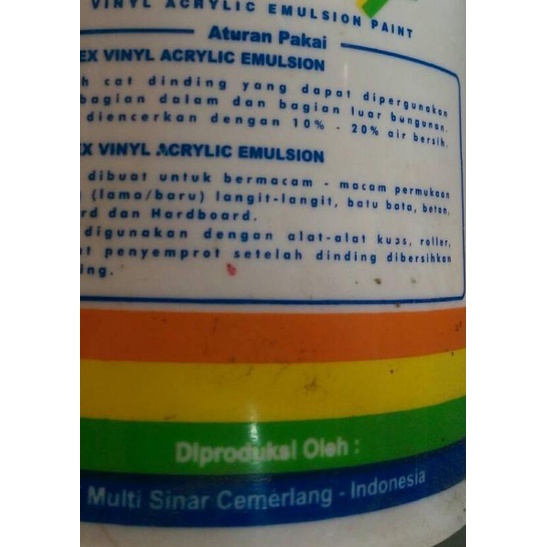 VINYL ACRYLIC EMULSION PAINT
Aturan Pakai
EX VINYL ACRYLIC EMULSION
h cat dinding yang dapat dipergunakan
bagian dalam dan bagian luar bangunan.
diencerkan dengan 10% - 20% air bersih.
EX VINYL ACRYLIC EMULSION
dibuat untuk bermacam - macam permukaan
(lama/baru) langit-langit, batu bata, beton,
rd dan Hardboard.
digunakan dengan alat-alat kuas, roller,
t penyemprot setelah dinding dibersihkan
ing.
Diproduksi Oleh :
Multi Sinar Cemerlang - Indonesia